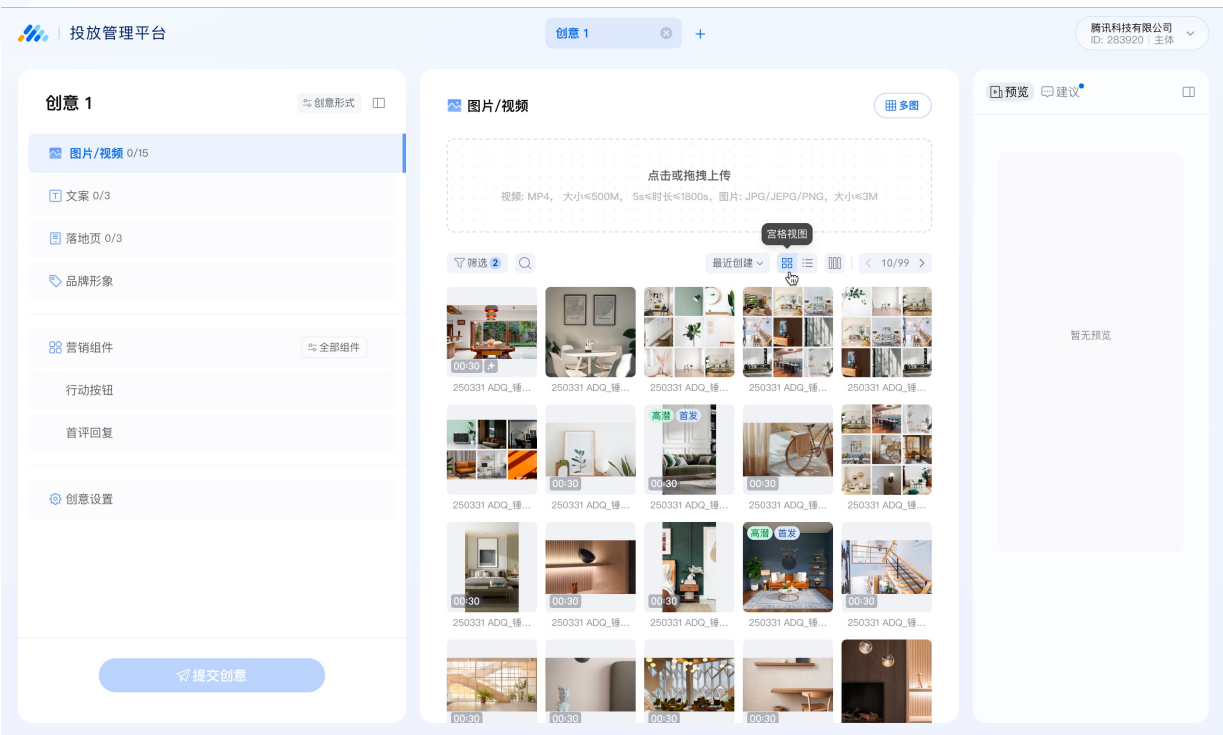 投放管理平台
创意 1
腾讯科技有限公司
ID: 283920 | 主体
创意 1
创意形式
图片/视频 0/15
文案 0/3
落地页 0/3
品牌形象
营销组件
全部组件
行动按钮
首评回复
创意设置
提交创意
图片/视频
多图
点击或拖拽上传
视频: MP4， 大小≤500M， 5s≤时长≤1800s，图片: JPG/JEPG/PNG，大小≤3M
宫格视图
筛选 2
最近创建
10/99
00:30
250331 ADQ_锤...
250331 ADQ_锤...
250331 ADQ_锤...
250331 ADQ_锤...
250331 ADQ_锤...
高潜 首发
00:30
00:30
00:30
250331 ADQ_锤...
250331 ADQ_锤...
250331 ADQ_锤...
250331 ADQ_锤...
250331 ADQ_锤...
高潜 首发
00:30
00:30
00:30
00:30
250331 ADQ_锤...
250331 ADQ_锤...
250331 ADQ_锤...
250331 ADQ_锤...
250331 ADQ_锤...
00:30
00:30
00:30
00:30
预览
建议
暂无预览